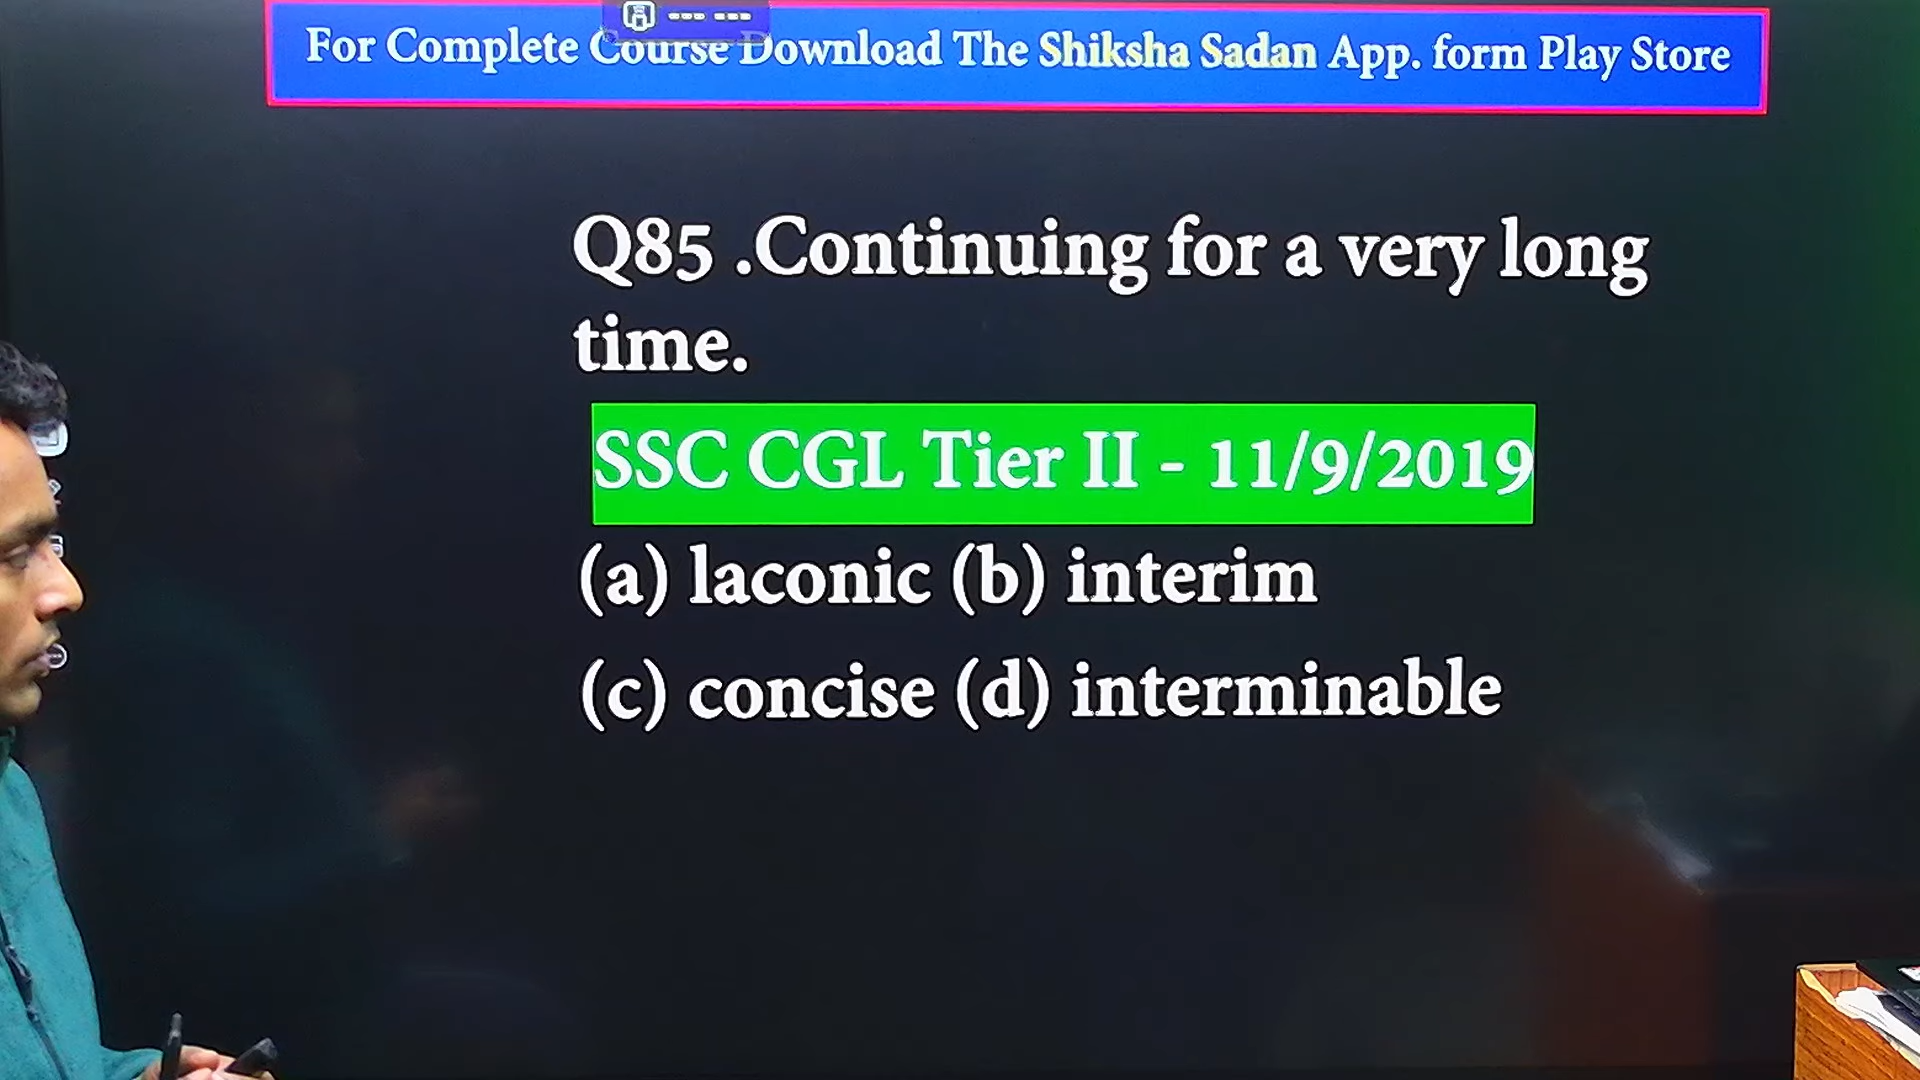 For Complete Course Download The Shiksha Sadan App. form Play Store
Q85 .Continuing for a very long
time.
SSC CGL Tier II - 11/9/2019
(a) laconic (b) interim
(c) concise (d) interminable